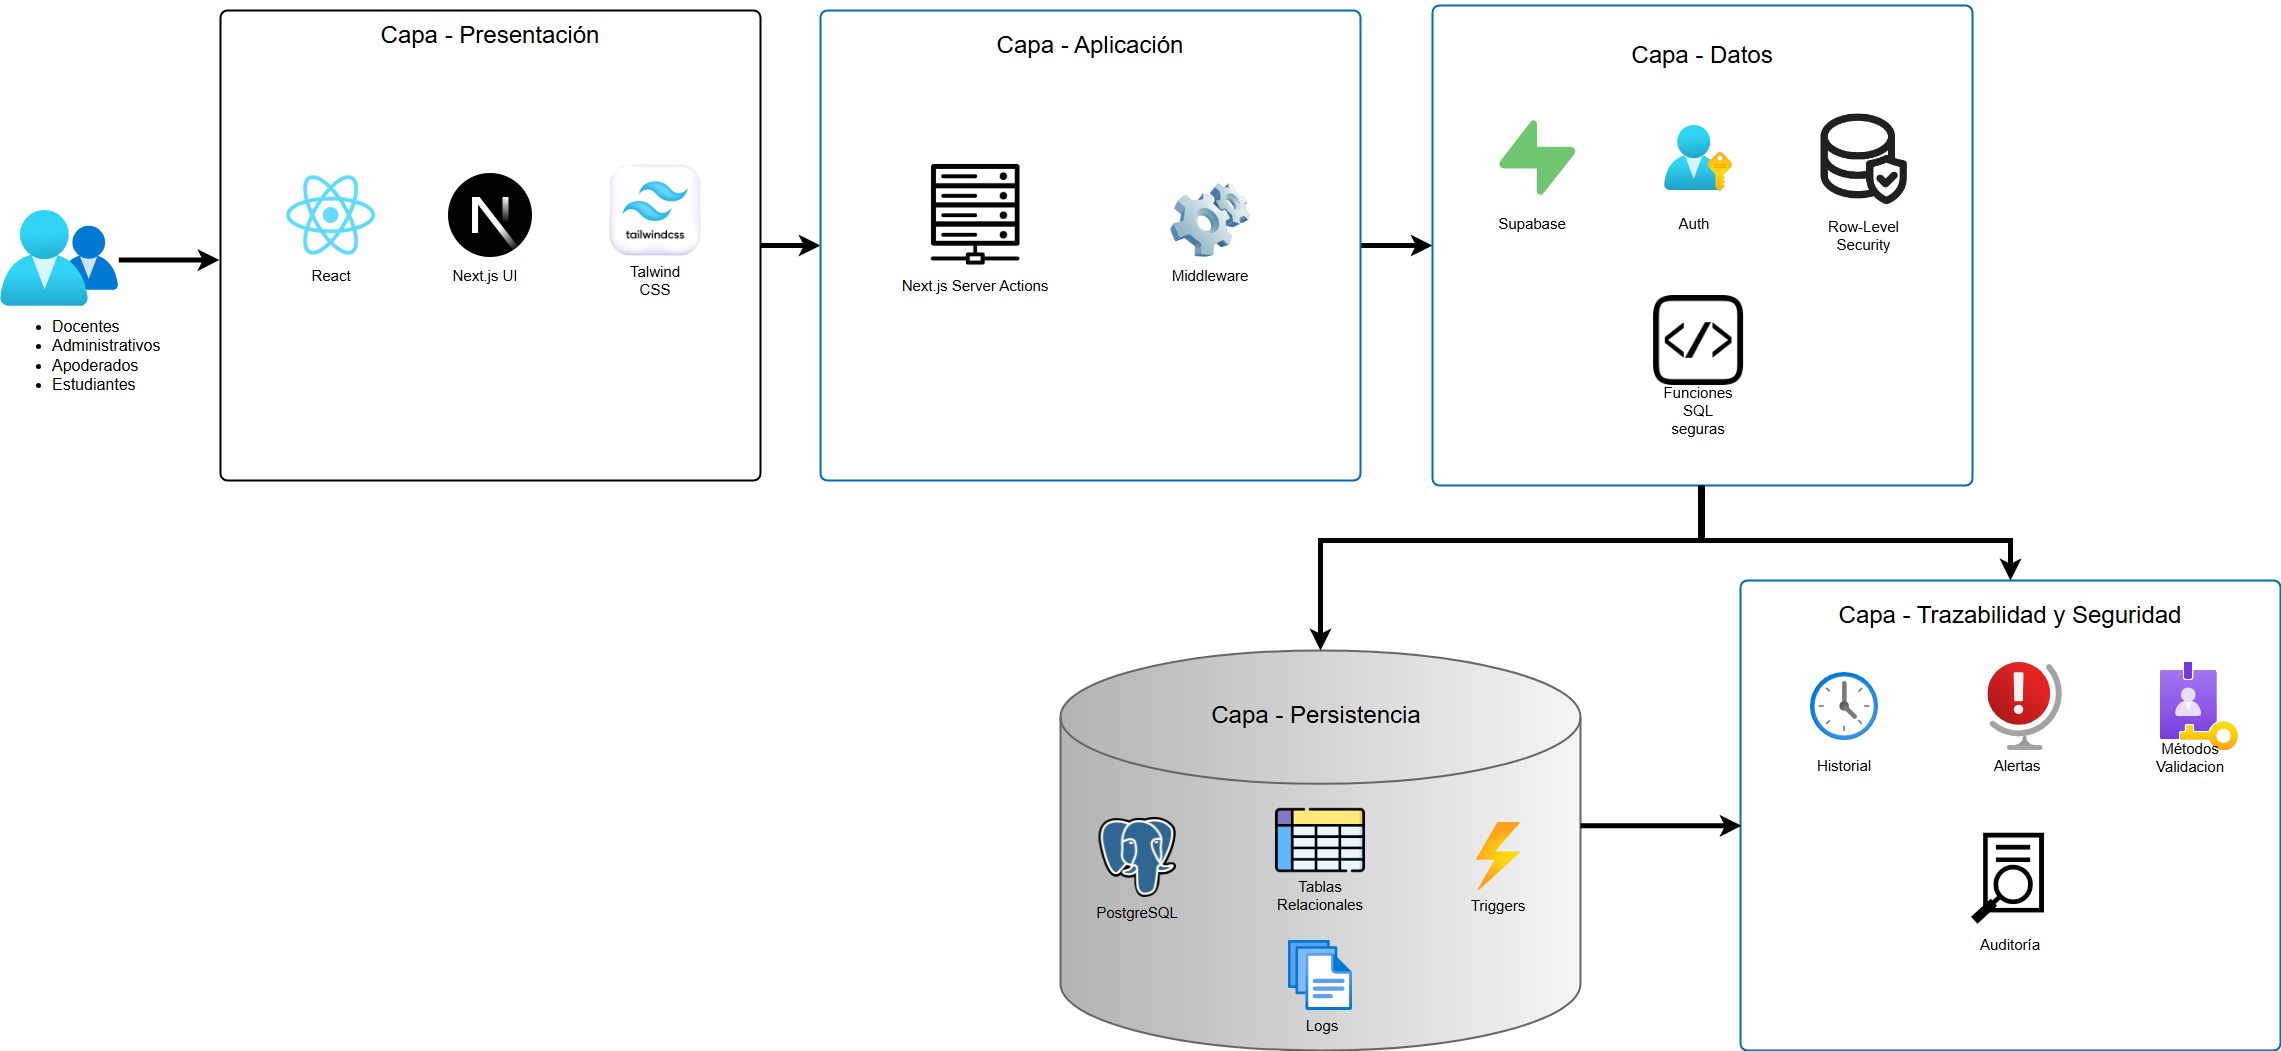 Capa - Presentación
React
Next.js UI
tailwindcss
Talwind
CSS
Docentes
Administrativos
Apoderados
Estudiantes
Capa - Aplicación
Next.js Server Actions
Middleware
Capa - Datos
Supabase
Auth
Row-Level
Security
Funciones
SQL
seguras
Capa - Persistencia
PostgreSQL
Tablas
Relacionales
Triggers
Logs
Capa - Trazabilidad y Seguridad
Historial
Alertas
Métodos
Validacion
Auditoría